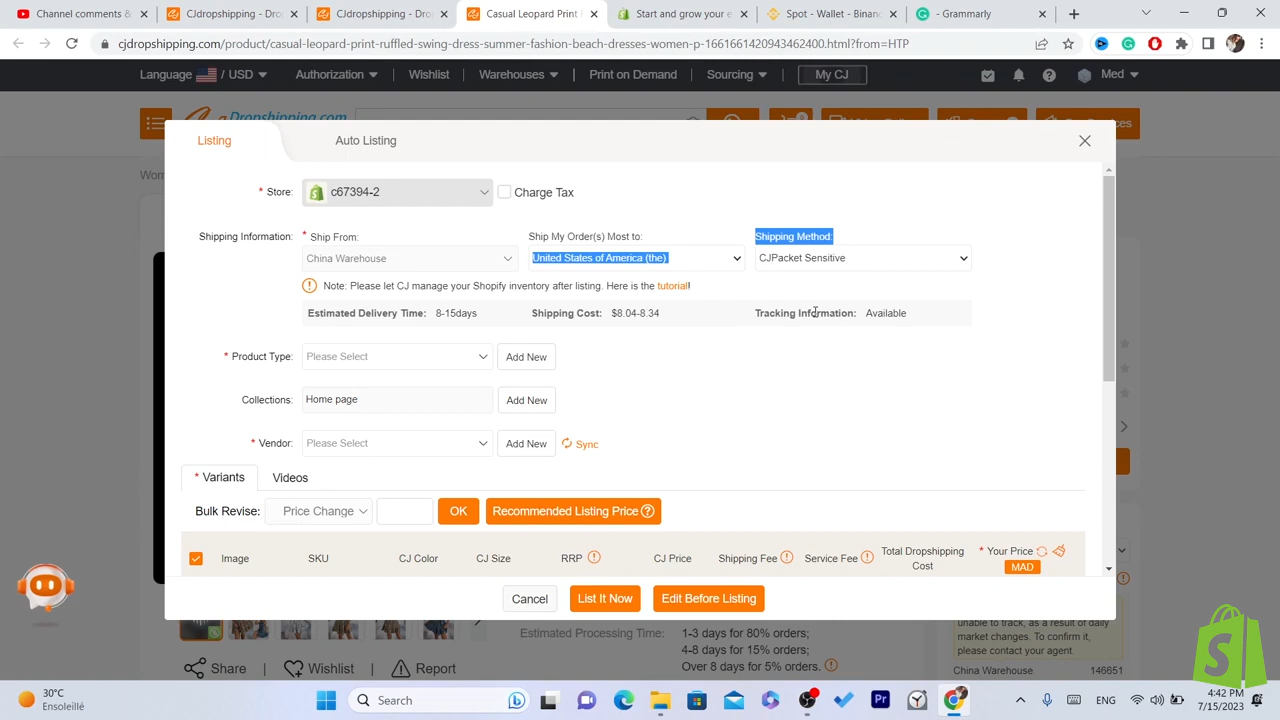 Channel comments &
CJdropshipping -
CJdropshipping -
Casual Leopard Print
Start and grow your e
Spot - Wallet - Binanc
Grammarly
cjdropshipping.com/product/casual-leopard-print-ruffled-sling-dress-summer-fashion-beach-dresses-women-p-1661661420943462400.html?from=HTP
Language / USD Authorization Wishlist Warehouses Print on Demand Sourcing My CJ Med
Listing Auto Listing
* Store: c67394-2 Charge Tax
Shipping Information: * Ship From: Ship My Order(s) Most to: Shipping Method:
China Warehouse United States of America (the) CJPacket Sensitive
Note: Please let CJ manage your Shopify inventory after listing. Here is the tutorial!
Estimated Delivery Time: 8-15days Shipping Cost: $8.04-8.34 Tracking Information: Available
* Product Type: Please Select Add New
Collections: Home page Add New
* Vendor: Please Select Add New Sync
* Variants Videos
Bulk Revise: Price Change OK Recommended Listing Price
Image SKU CJ Color CJ Size RRP CJ Price Shipping Fee Service Fee Total Dropshipping Cost * Your Price
MAD
Cancel List It Now Edit Before Listing
Estimated Processing Time: 1-3 days for 80% orders;
4-8 days for 15% orders;
Over 8 days for 5% orders.
unable to track, as a result of daily
market changes. To confirm it,
please contact your agent.
China Warehouse 146651
Share Wishlist Report
30°C
Ensoleillé
Search
ENG
4:42 PM
7/15/2023